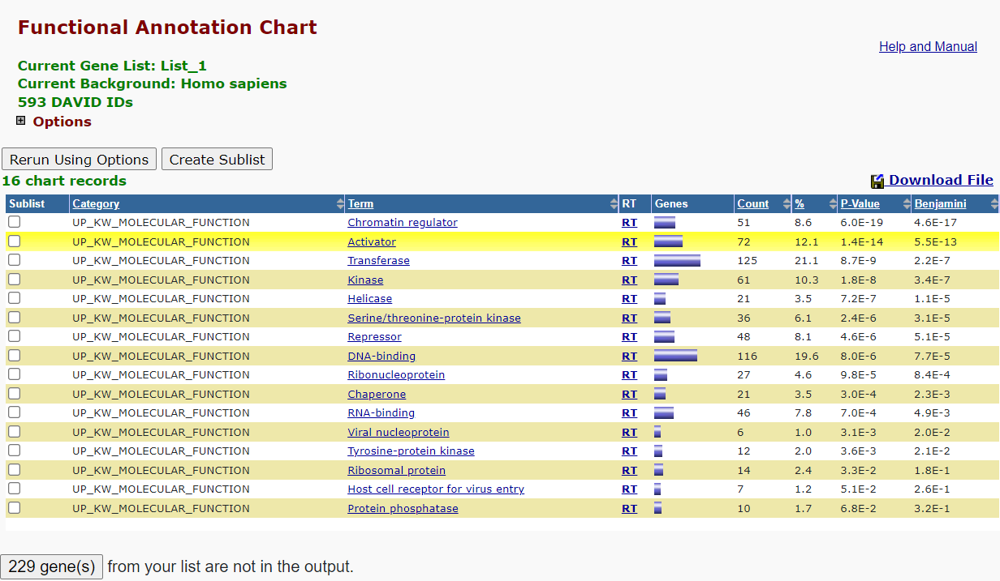 Functional Annotation Chart
Help and Manual
Current Gene List: List_1
Current Background: Homo sapiens
593 DAVID IDs
Options
Rerun Using Options Create Sublist
16 chart records Download File
Sublist Category Term RT Genes Count % P-Value Benjamini
UP_KW_MOLECULAR_FUNCTION Chromatin regulator RT 51 8.6 6.0E-19 4.6E-17
UP_KW_MOLECULAR_FUNCTION Activator RT 72 12.1 1.4E-14 5.5E-13
UP_KW_MOLECULAR_FUNCTION Transferase RT 125 21.1 8.7E-9 2.2E-7
UP_KW_MOLECULAR_FUNCTION Kinase RT 61 10.3 1.8E-8 3.4E-7
UP_KW_MOLECULAR_FUNCTION Helicase RT 21 3.5 7.2E-7 1.1E-5
UP_KW_MOLECULAR_FUNCTION Serine/threonine-protein kinase RT 36 6.1 2.4E-6 3.1E-5
UP_KW_MOLECULAR_FUNCTION Repressor RT 48 8.1 4.6E-6 5.1E-5
UP_KW_MOLECULAR_FUNCTION DNA-binding RT 116 19.6 8.0E-6 7.7E-5
UP_KW_MOLECULAR_FUNCTION Ribonucleoprotein RT 27 4.6 9.8E-5 8.4E-4
UP_KW_MOLECULAR_FUNCTION Chaperone RT 21 3.5 3.0E-4 2.3E-3
UP_KW_MOLECULAR_FUNCTION RNA-binding RT 46 7.8 7.0E-4 4.9E-3
UP_KW_MOLECULAR_FUNCTION Viral nucleoprotein RT 6 1.0 3.1E-3 2.0E-2
UP_KW_MOLECULAR_FUNCTION Tyrosine-protein kinase RT 12 2.0 3.6E-3 2.1E-2
UP_KW_MOLECULAR_FUNCTION Ribosomal protein RT 14 2.4 3.3E-2 1.8E-1
UP_KW_MOLECULAR_FUNCTION Host cell receptor for virus entry RT 7 1.2 5.1E-2 2.6E-1
UP_KW_MOLECULAR_FUNCTION Protein phosphatase RT 10 1.7 6.8E-2 3.2E-1
229 gene(s) from your list are not in the output.